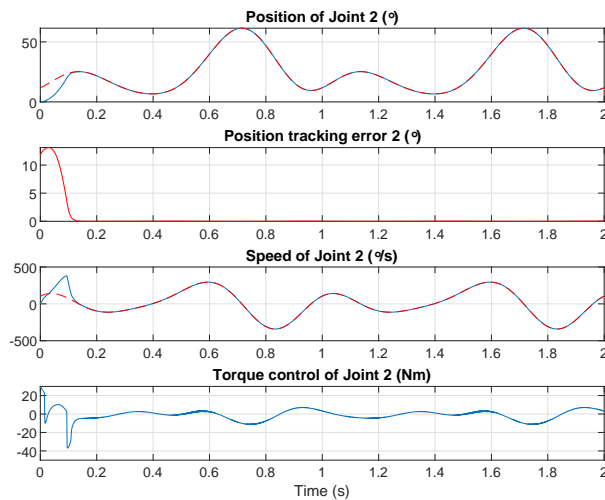 Position of Joint 2 (°)
50
0
0 0.2 0.4 0.6 0.8 1 1.2 1.4 1.6 1.8 2
Position tracking error 2 (°)
10
5
0
0 0.2 0.4 0.6 0.8 1 1.2 1.4 1.6 1.8 2
Speed of Joint 2 (°/s)
500
0
-500
0 0.2 0.4 0.6 0.8 1 1.2 1.4 1.6 1.8 2
Torque control of Joint 2 (Nm)
20
0
-20
-40
0 0.2 0.4 0.6 0.8 1 1.2 1.4 1.6 1.8 2
Time (s)